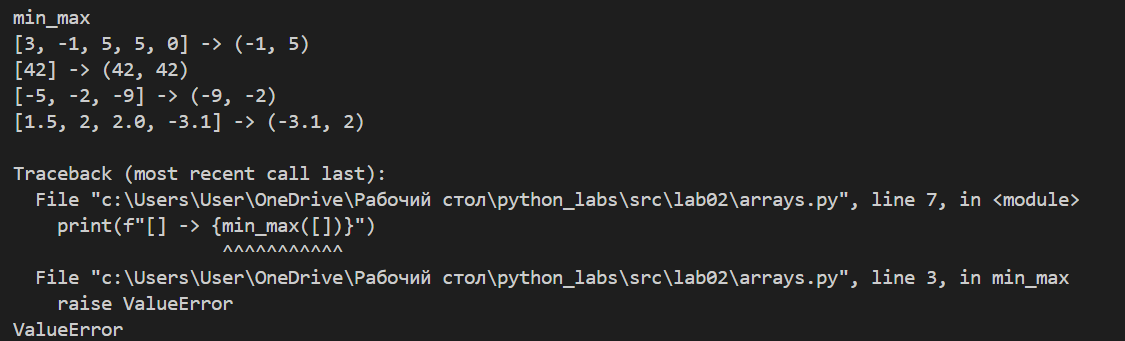 min_max
[3, -1, 5, 5, 0] -> (-1, 5)
[42] -> (42, 42)
[-5, -2, -9] -> (-9, -2)
[1.5, 2, 2.0, -3.1] -> (-3.1, 2)

Traceback (most recent call last):
  File "c:\Users\User\OneDrive\Рабочий стол\python_labs\src\lab02\arrays.py", line 7, in <module>
    print(f"[] -> {min_max([])}")
                   ^^^^^^^^^^^
  File "c:\Users\User\OneDrive\Рабочий стол\python_labs\src\lab02\arrays.py", line 3, in min_max
    raise ValueError
ValueError